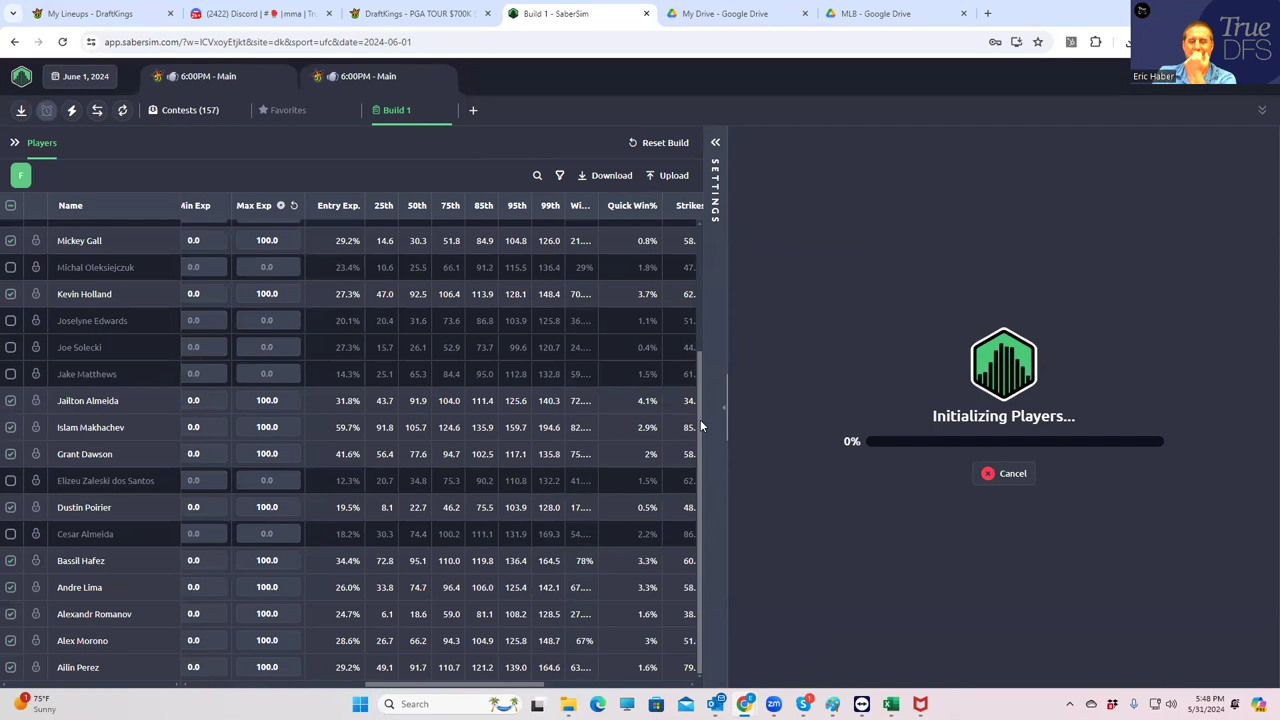 My Lineups - DraftKings
(42) Discord | #🥊|mma | Tru
DraftKings - PGA TOUR $700K
Build 1 - SaberSim
My Drive - Google Drive
MLB - Google Drive
app.sabersim.com/?w=ICVxoyEtjkt&site=dk&sport=ufc&date=2024-06-01
True
DFS
Eric Haber
June 1, 2024
6:00PM - Main
6:00PM - Main
Contests (157)
Favorites
Build 1
Players
Reset Build
F
Download
Upload
SETTINGS
Name Min Exp Max Exp Entry Exp. 25th 50th 75th 85th 95th 99th Wi... Quick Win% Strikes
Mickey Gall 0.0 100.0 29.2% 14.6 30.3 51.8 84.9 104.8 126.0 21.... 0.8% 58.
Michal Oleksiejczuk 0.0 0.0 23.4% 10.6 25.5 66.1 91.2 115.5 136.4 29% 1.8% 47.
Kevin Holland 0.0 100.0 27.3% 47.0 92.5 106.4 113.9 128.1 148.4 70.... 3.7% 62.
Joselyne Edwards 0.0 0.0 20.1% 20.4 31.6 73.6 86.8 103.9 125.8 36.... 1.1% 51.
Joe Solecki 0.0 0.0 27.3% 15.7 26.1 52.9 73.7 99.6 120.7 24.... 0.4% 64.
Jake Matthews 0.0 0.0 14.3% 25.1 65.3 84.4 95.0 112.8 132.8 59.... 1.5% 61.
Jailton Almeida 0.0 100.0 31.8% 43.7 91.9 104.0 111.4 125.6 140.3 72.... 4.1% 34.
Islam Makhachev 0.0 100.0 59.7% 91.8 105.7 124.6 135.9 159.7 194.6 82.... 2.9% 85.
Grant Dawson 0.0 100.0 41.6% 56.4 77.6 94.7 102.5 117.1 135.8 75.... 2% 58.
Elizeu Zaleski dos Santos 0.0 0.0 12.3% 20.7 34.8 75.3 90.2 110.8 132.2 41.... 1.5% 62.
Dustin Poirier 0.0 100.0 19.5% 8.1 22.7 46.2 75.5 103.9 128.0 17.... 0.5% 48.
Cesar Almeida 0.0 0.0 18.2% 30.3 74.4 100.2 111.1 131.9 169.3 54.... 2.2% 86.
Bassil Hafez 0.0 100.0 34.4% 72.8 95.1 110.0 119.8 136.4 164.5 78% 3.3% 60.
Andre Lima 0.0 100.0 26.0% 33.8 74.7 96.4 106.0 125.4 142.1 67.... 3.3% 58.
Alexandr Romanov 0.0 100.0 24.7% 6.1 18.6 59.0 81.1 108.2 128.5 27.... 1.6% 38.
Alex Morono 0.0 100.0 28.6% 26.7 66.2 94.3 104.9 125.8 148.7 67% 3% 51.
Ailin Perez 0.0 100.0 29.2% 49.1 91.7 110.7 121.2 139.0 164.6 63.... 1.6% 79.
Initializing Players...
0%
Cancel
75°F
Sunny
Search
5:48 PM
5/31/2024